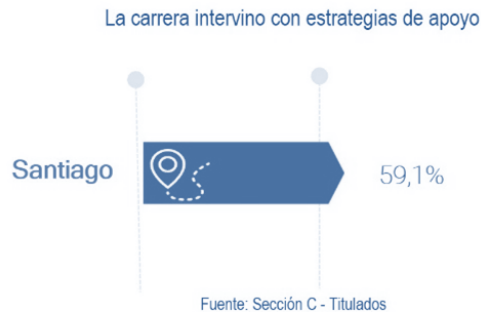 La carrera intervino con estrategias de apoyo
Santiago
59,1%
Fuente: Sección C - Titulados